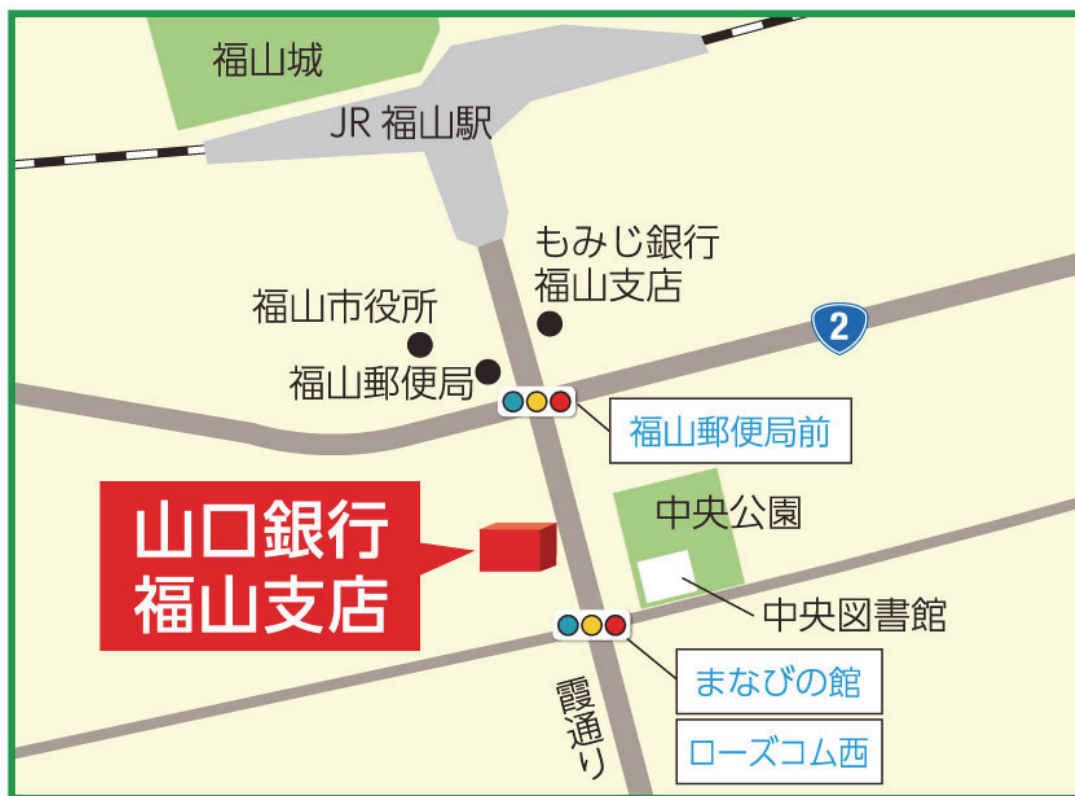 福山城
JR 福山駅
もみじ銀行
福山支店
福山市役所
2
福山郵便局
福山郵便局前
山口銀行
福山支店
中央公園
中央図書館
まなびの館
霞通り
ローズコム西